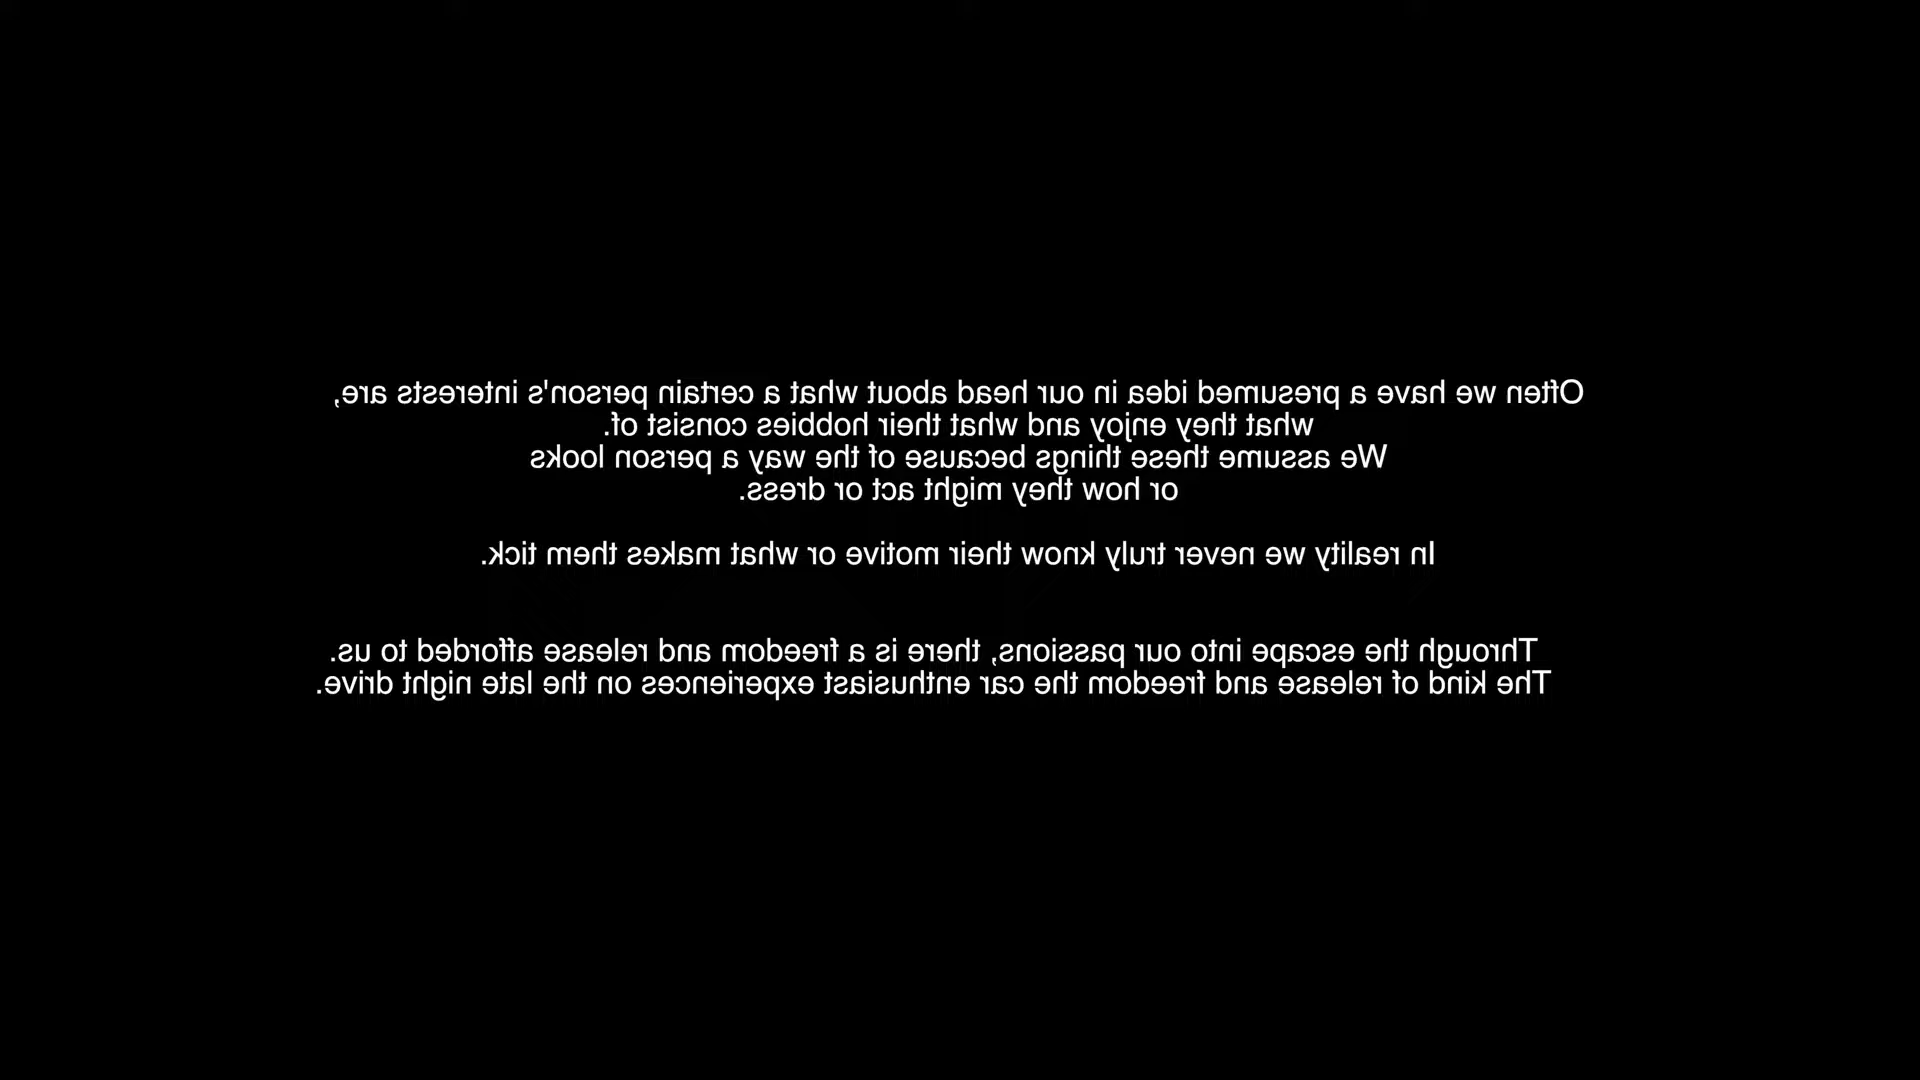 Often we have a presumed idea in our head about what a certain person's interests are,
what they enjoy and what their hobbies consist of.
We assume these things because of the way a person looks
or how they might act or dress.
In reality we never truly know their motive or what makes them tick.
Through the escape into our passions, there is a freedom and release afforded to us.
The kind of release and freedom the car enthusiast experiences on the late night drive.